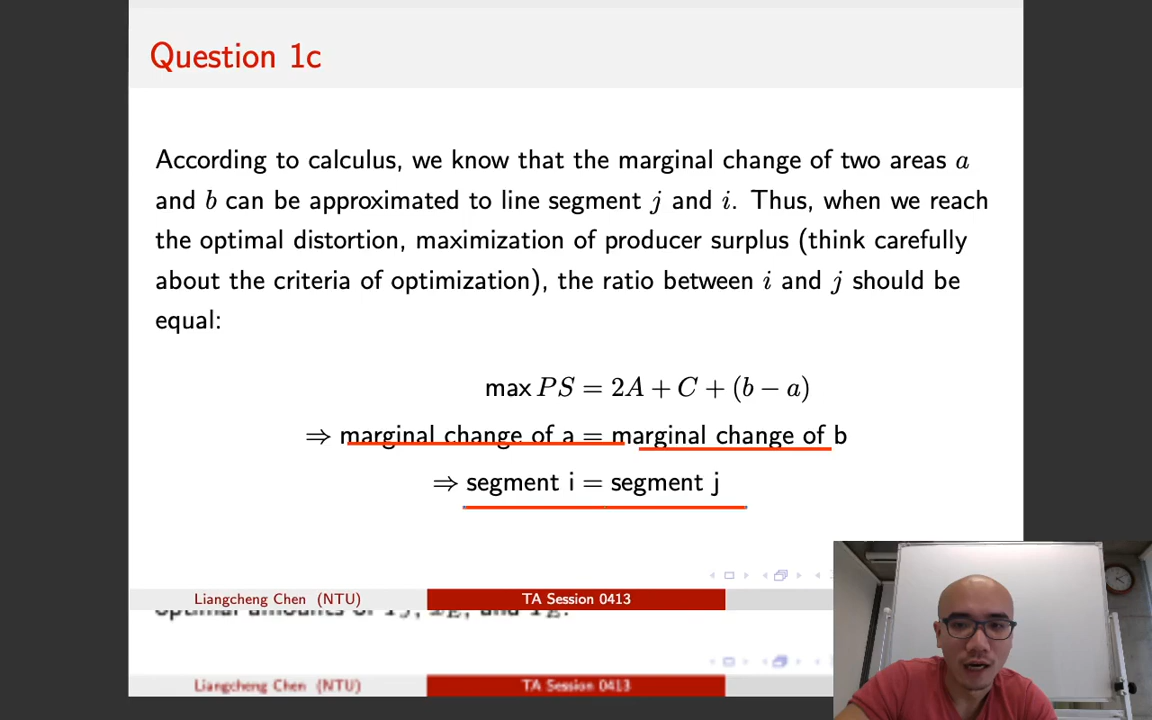 Question 1c
According to calculus, we know that the marginal change of two areas a
and b can be approximated to line segment j and i. Thus, when we reach
the optimal distortion, maximization of producer surplus (think carefully
about the criteria of optimization), the ratio between i and j should be
equal:
max PS = 2A + C + (b − a)
⇒ marginal change of a = marginal change of b
⇒ segment i = segment j
Liangcheng Chen (NTU) TA Session 0413
optimal amounts of
Liangcheng Chen (NTU) TA Session 0413